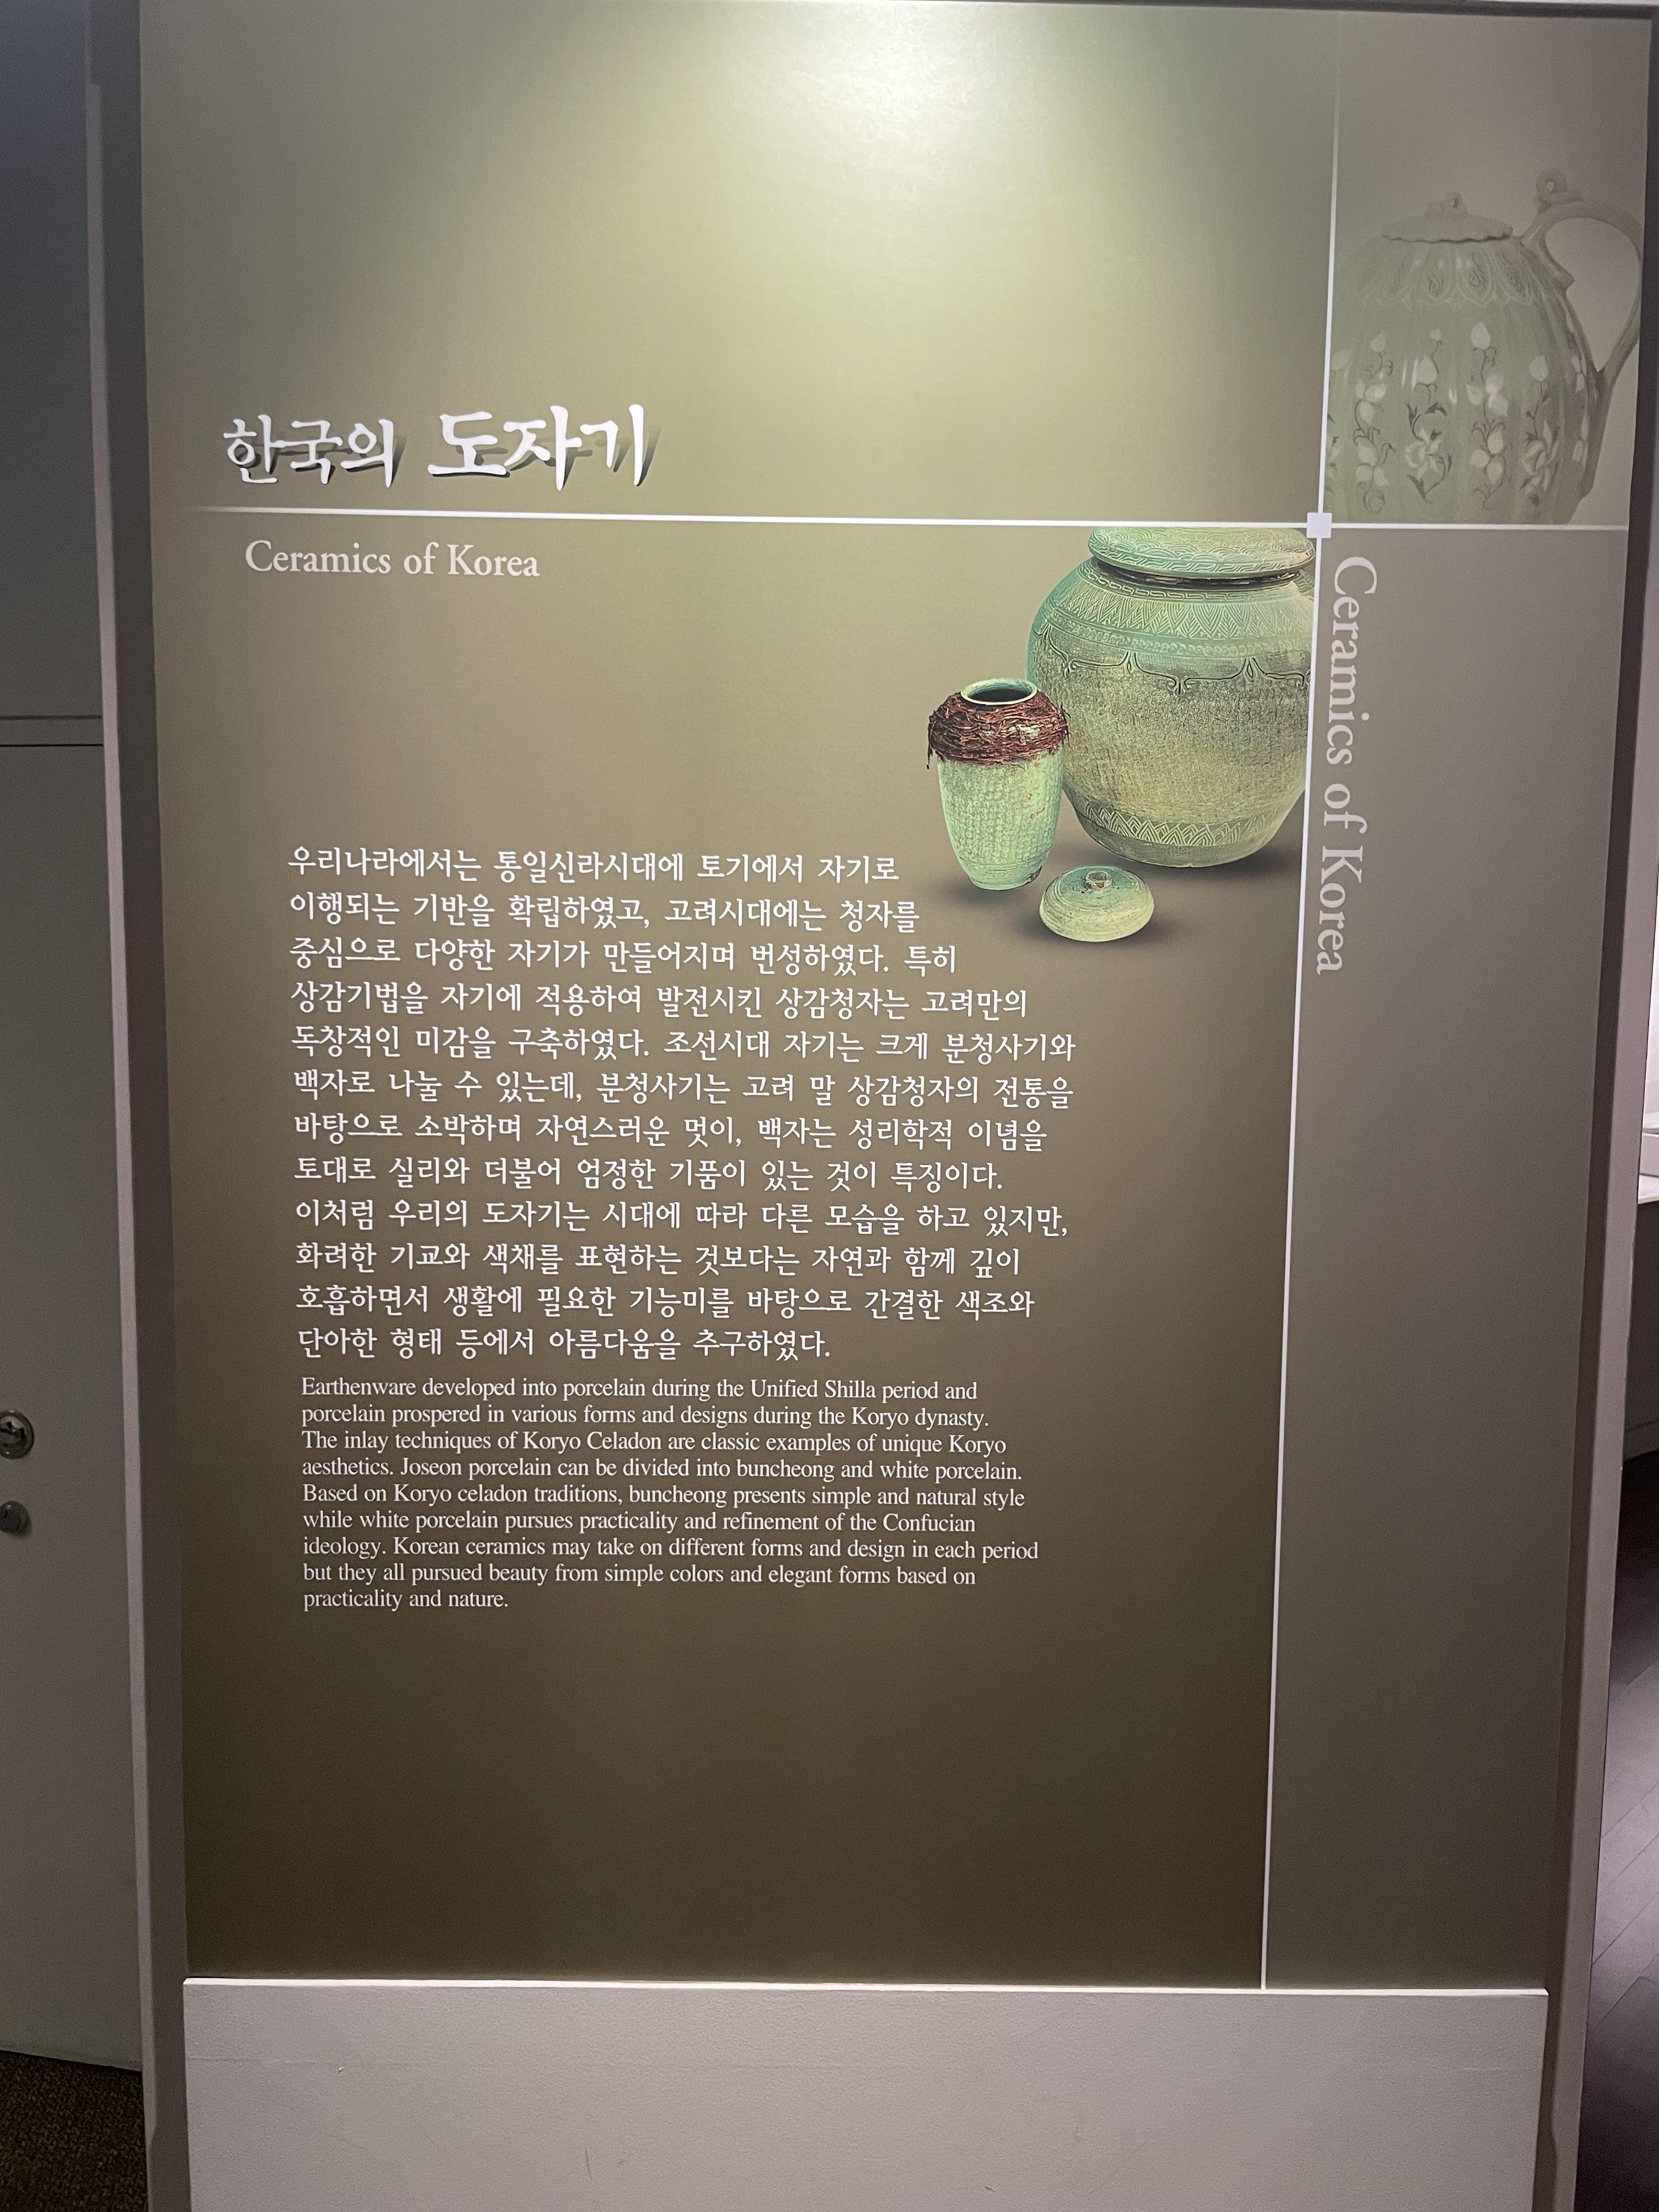 한국의 도자기
Ceramics of Korea
Ceramics of Korea
우리나라에서는 통일신라시대에 토기에서 자기로
이행되는 기반을 확립하였고, 고려시대에는 청자를
중심으로 다양한 자기가 만들어지며 번성하였다. 특히
상감기법을 자기에 적용하여 발전시킨 상감청자는 고려만의
독창적인 미감을 구축하였다. 조선시대 자기는 크게 분청사기와
백자로 나눌 수 있는데, 분청사기는 고려 말 상감청자의 전통을
바탕으로 소박하며 자연스러운 멋이, 백자는 성리학적 이념을
토대로 실리와 더불어 엄정한 기품이 있는 것이 특징이다.
이처럼 우리의 도자기는 시대에 따라 다른 모습을 하고 있지만,
화려한 기교와 색채를 표현하는 것보다는 자연과 함께 깊이
호흡하면서 생활에 필요한 기능미를 바탕으로 간결한 색조와
단아한 형태 등에서 아름다움을 추구하였다.
Earthenware developed into porcelain during the Unified Shilla period and
porcelain prospered in various forms and designs during the Koryo dynasty.
The inlay techniques of Koryo Celadon are classic examples of unique Koryo
aesthetics. Joseon porcelain can be divided into buncheong and white porcelain.
Based on Koryo celadon traditions, buncheong presents simple and natural style
while white porcelain pursues practicality and refinement of the Confucian
ideology. Korean ceramics may take on different forms and design in each period
but they all pursued beauty from simple colors and elegant forms based on
practicality and nature.